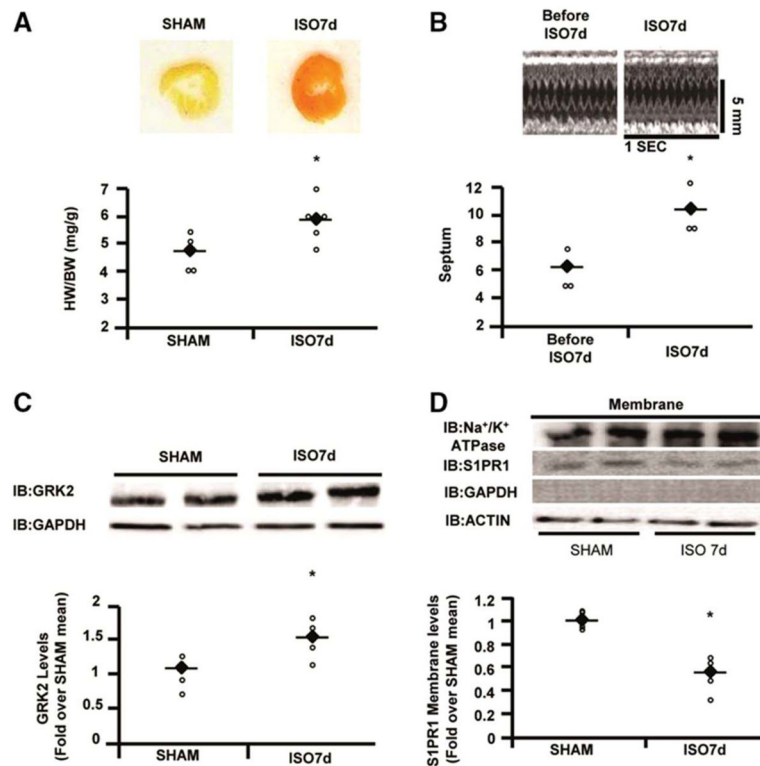 A
SHAM
ISO7d
*
HW/BW (mg/g)
7
6
5
4
3
2
SHAM
ISO7d
B
Before
ISO7d
ISO7d
5 mm
1 SEC
*
Septum
12
10
8
6
4
2
Before
ISO7d
ISO7d
C
SHAM
ISO7d
IB:GRK2
IB:GAPDH
*
GRK2 Levels
(Fold over SHAM mean)
2
1.5
1
0.5
0
SHAM
ISO7d
D
Membrane
IB:Na⁺/K⁺
ATPase
IB:S1PR1
IB:GAPDH
IB:ACTIN
SHAM
ISO 7d
*
S1PR1 Membrane levels
(Fold over SHAM mean)
1.2
1
0.8
0.6
0.4
0.2
0
SHAM
ISO7d